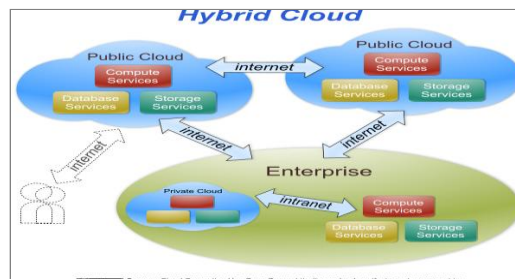 Hybrid Cloud
Public Cloud
Compute
Services
Database
Services
Storage
Services
internet
Public Cloud
Compute
Services
Database
Services
Storage
Services
internet
internet
internet
Enterprise
Private Cloud
intranet
Compute
Services
Database
Services
Storage
Services